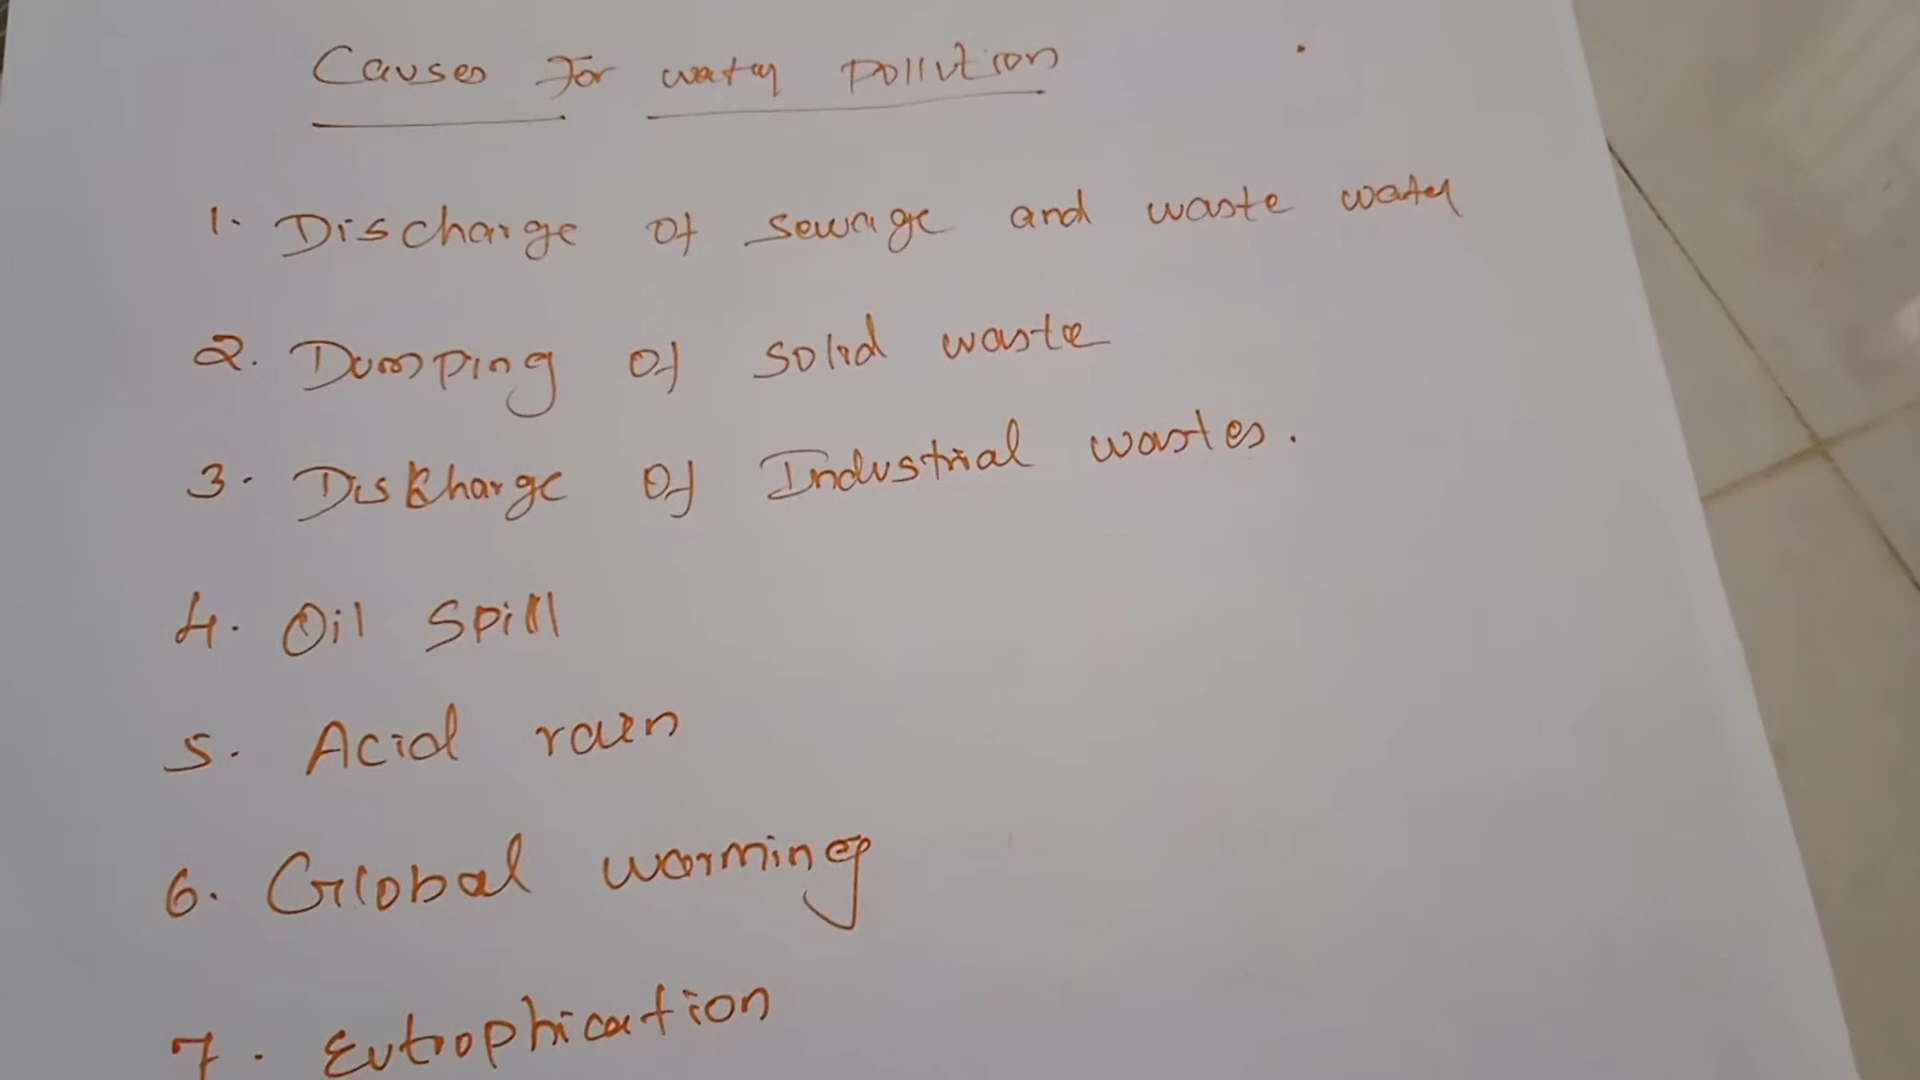 Causes for water pollution
1. Discharge of sewage and waste water
2. Dumping of solid waste
3. Discharge of Industrial wastes.
4. Oil spill
5. Acid rain
6. Global warming
7. Eutrophication